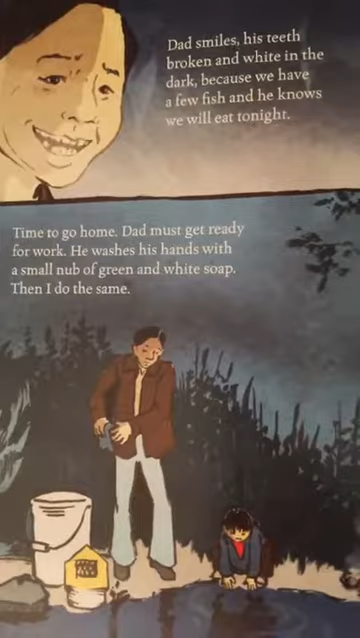 Dad smiles, his teeth
broken and white in the
dark, because we have
a few fish and he knows
we will eat tonight.
Time to go home. Dad must get ready
for work. He washes his hands with
a small nub of green and white soap.
Then I do the same.